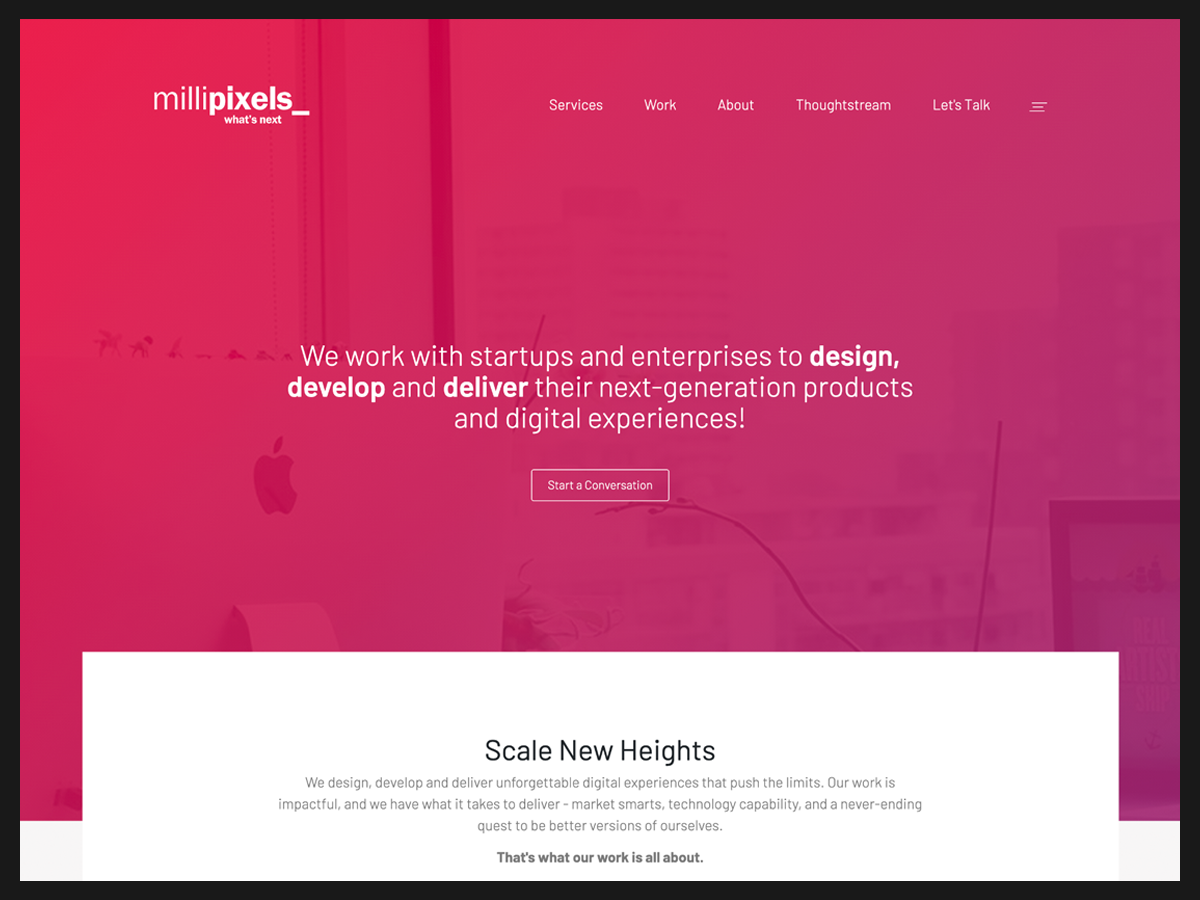 millipixels_
what's next
Services Work About Thoughtstream Let's Talk
We work with startups and enterprises to design,
develop and deliver their next-generation products
and digital experiences!
Start a Conversation
REAL
ARTIST
SHIP
Scale New Heights
We design, develop and deliver unforgettable digital experiences that push the limits. Our work is
impactful, and we have what it takes to deliver - market smarts, technology capability, and a never-ending
quest to be better versions of ourselves.
That's what our work is all about.